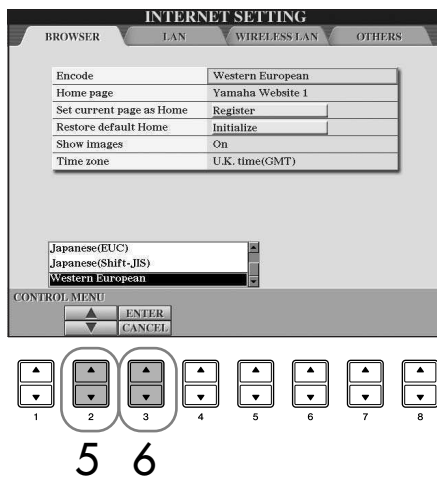 INTERNET SETTING
BROWSER LAN WIRELESS LAN OTHERS
Encode Western European
Home page Yamaha Website 1
Set current page as Home Register
Restore default Home Initialize
Show images On
Time zone U.K. time(GMT)
Japanese(EUC)
Japanese(Shift-JIS)
Western European
CONTROL MENU
ENTER
CANCEL
1 2 3 4 5 6 7 8
5 6